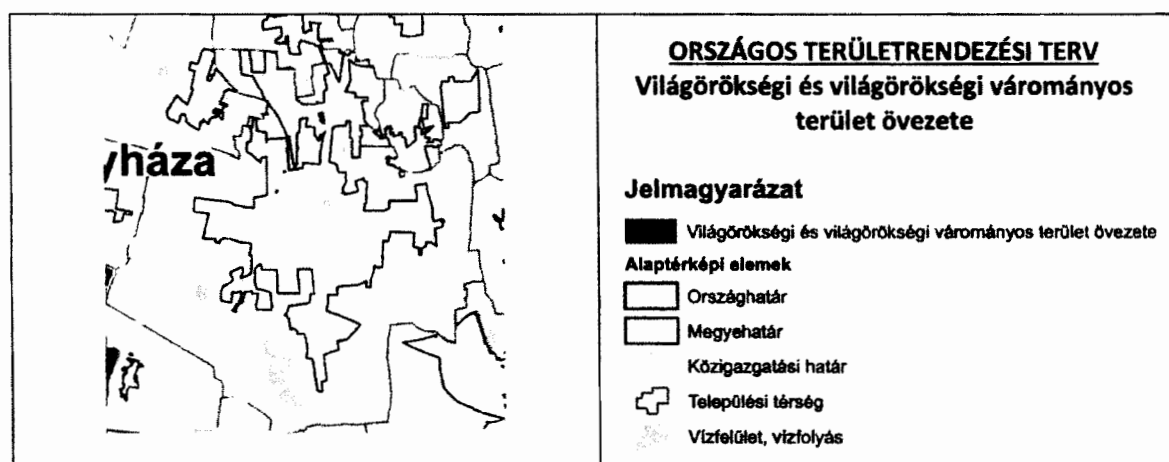 yháza
ORSZÁGOS TERÜLETRENDEZÉSI TERV
Világörökségi és világörökségi várományos
terület övezete
Jelmagyarázat
Világörökségi és világörökségi várományos terület övezete
Alaptérképi elemek
Országhatár
Megyehatár
Közigazgatási határ
Települési térség
Vízfelület, vízfolyás